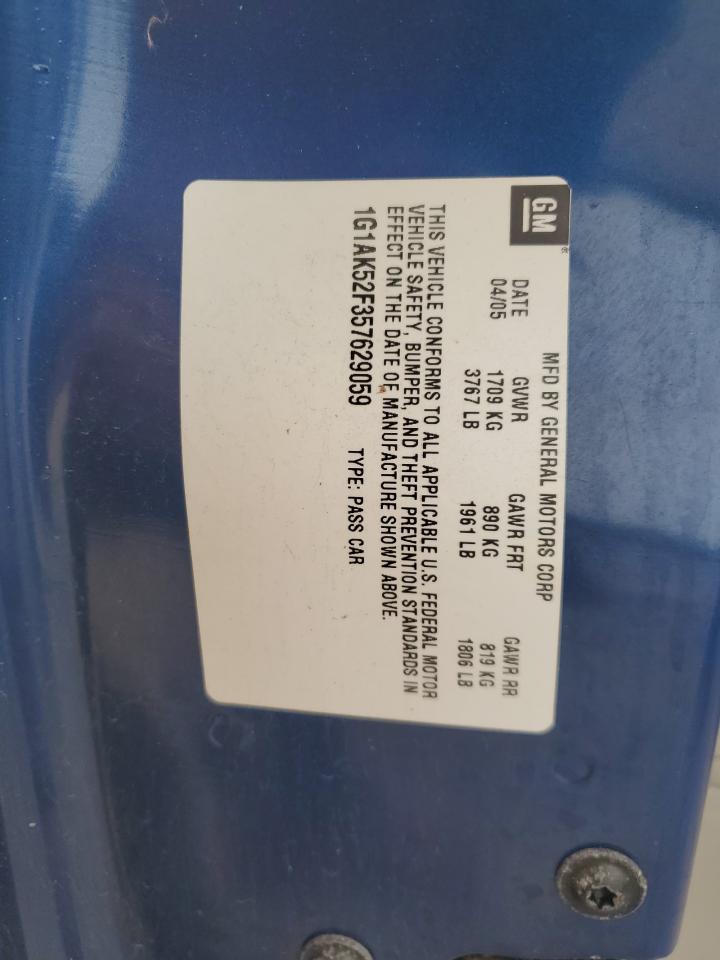 GM
MFD BY GENERAL MOTORS CORP
DATE GVWR GAWR FRT GAWR RR
04/05 1709 KG 890 KG 819 KG
3767 LB 1961 LB 1806 LB
THIS VEHICLE CONFORMS TO ALL APPLICABLE U.S. FEDERAL MOTOR
VEHICLE SAFETY, BUMPER, AND THEFT PREVENTION STANDARDS IN
EFFECT ON THE DATE OF MANUFACTURE SHOWN ABOVE.
1G1AK52F357629059 TYPE: PASS CAR